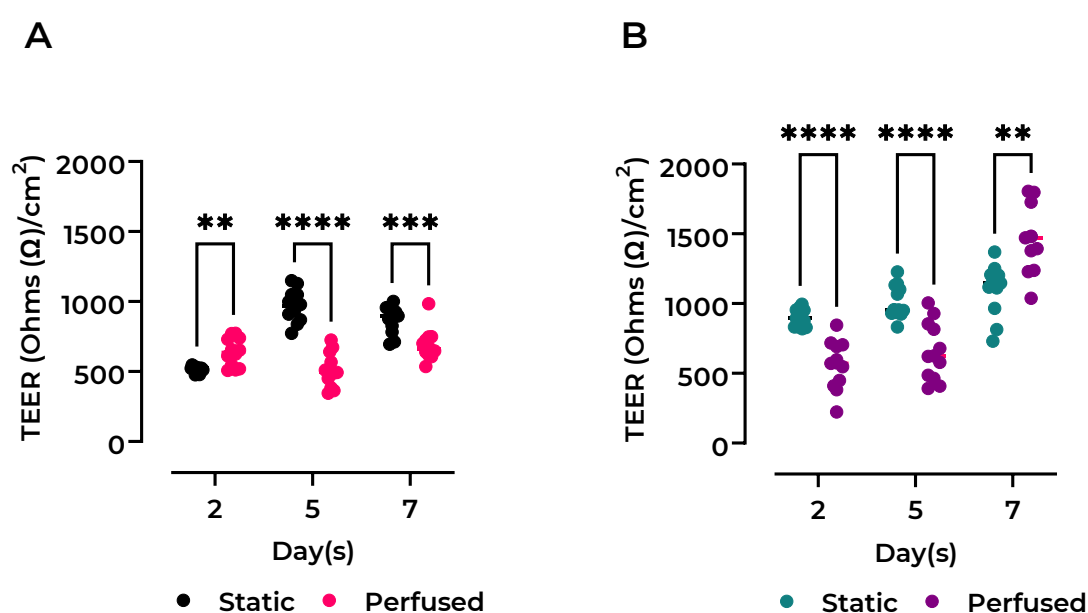 A
B
TEER (Ohms (Ω)/cm²)
2000
1500
1000
500
0
** **** ***
2 5 7
Day(s)
Static Perfused
TEER (Ohms (Ω)/cm²)
2000
1500
1000
500
0
**** **** **
2 5 7
Day(s)
Static Perfused